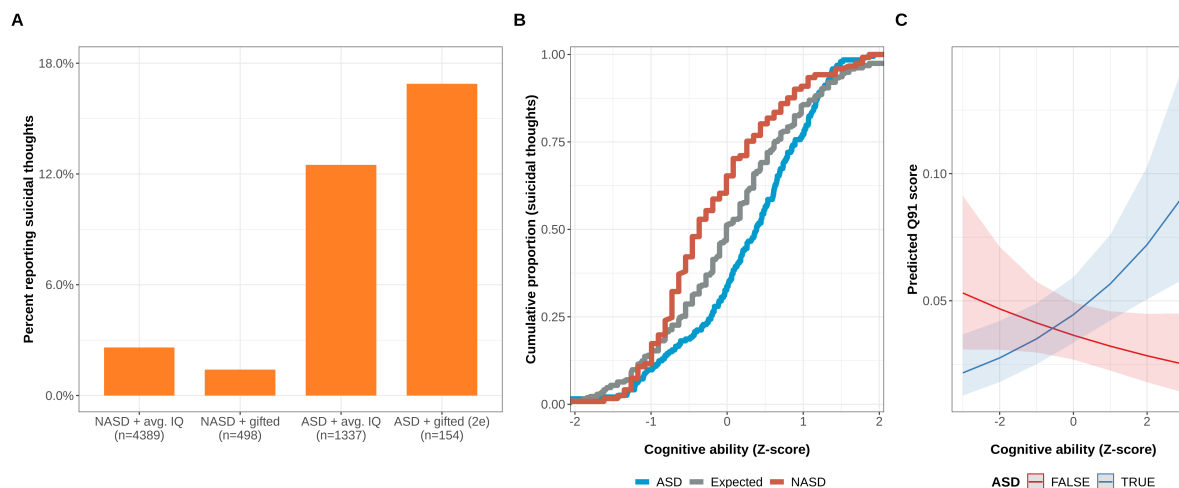 A
Percent reporting suicidal thoughts
18.0%
12.0%
6.0%
0.0%
NASD + avg. IQ
(n=4389)
NASD + gifted
(n=498)
ASD + avg. IQ
(n=1337)
ASD + gifted (2e)
(n=154)
B
Cumulative proportion (suicidal thoughts)
1.00
0.75
0.50
0.25
0.00
-2 -1 0 1 2
Cognitive ability (Z-score)
ASD Expected NASD
C
Predicted Q91 score
0.10
0.05
-2 0 2
Cognitive ability (Z-score)
ASD FALSE TRUE